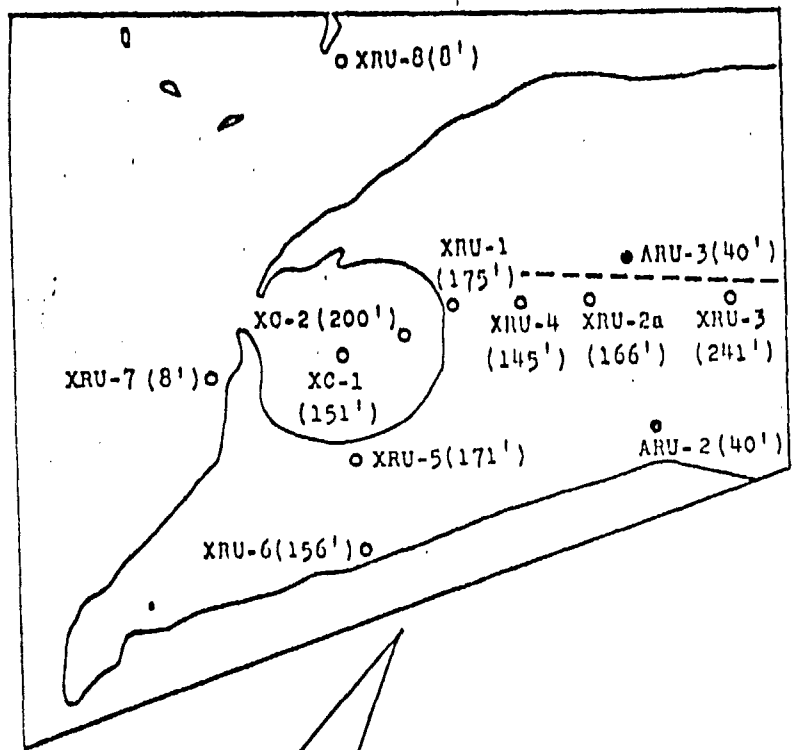 XRU-8(8')
XRU-1
(175')
ARU-3(40')
XC-2(200')
XRU-4
(145')
XRU-2a
(166')
XRU-3
(241')
XRU-7(8')
XC-1
(151')
ARU-2(40')
XRU-5(171')
XRU-6(156')